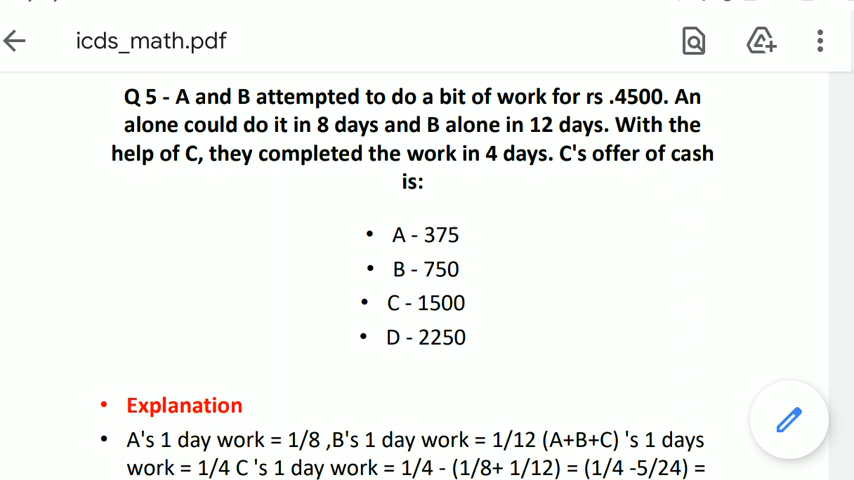 icds_math.pdf
Q 5 - A and B attempted to do a bit of work for rs .4500. An
alone could do it in 8 days and B alone in 12 days. With the
help of C, they completed the work in 4 days. C's offer of cash
is:
• A - 375
• B - 750
• C - 1500
• D - 2250
• Explanation
• A's 1 day work = 1/8 ,B's 1 day work = 1/12 (A+B+C) 's 1 days
work = 1/4 C 's 1 day work = 1/4 - (1/8+ 1/12) = (1/4 -5/24) =